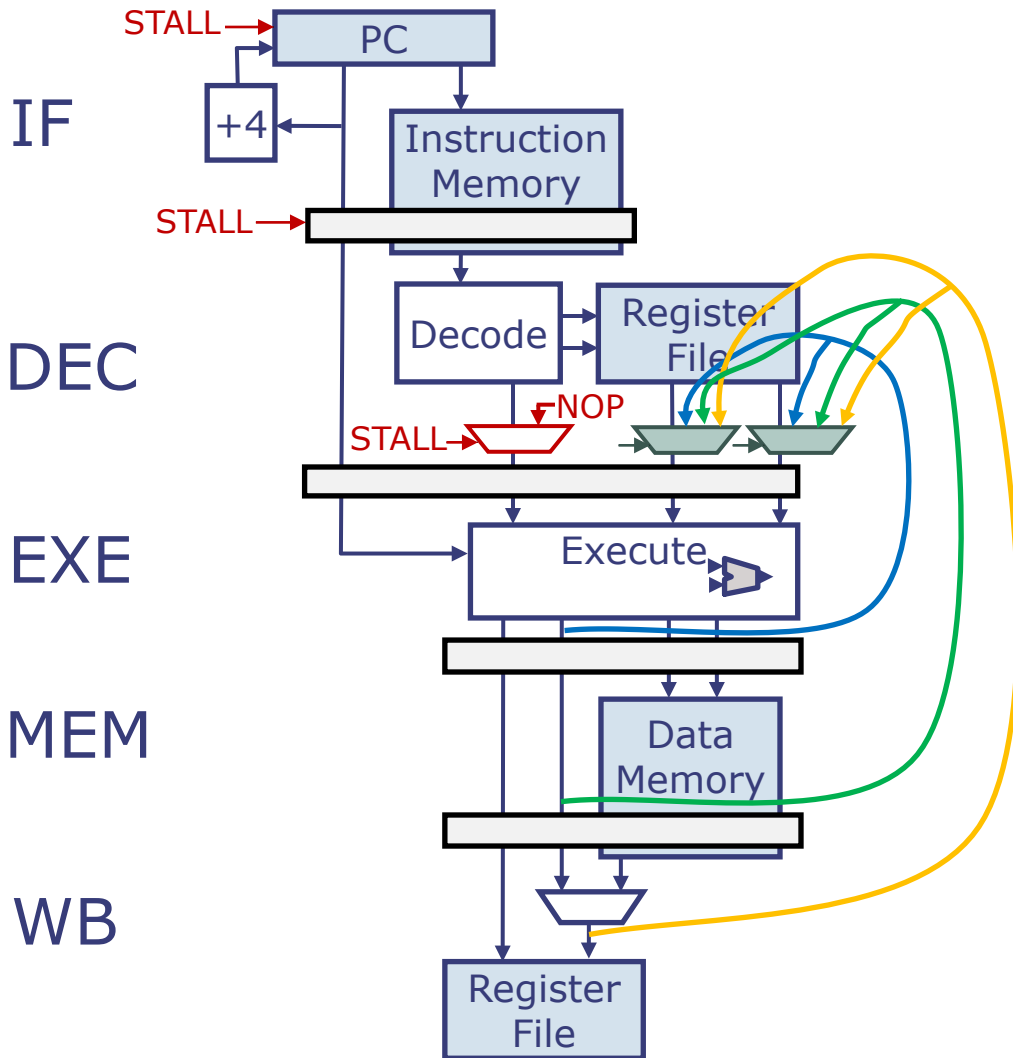 STALL
PC
IF
+4
Instruction
Memory
STALL
DEC
Decode
Register
File
NOP
STALL
EXE
Execute
MEM
Data
Memory
WB
Register
File